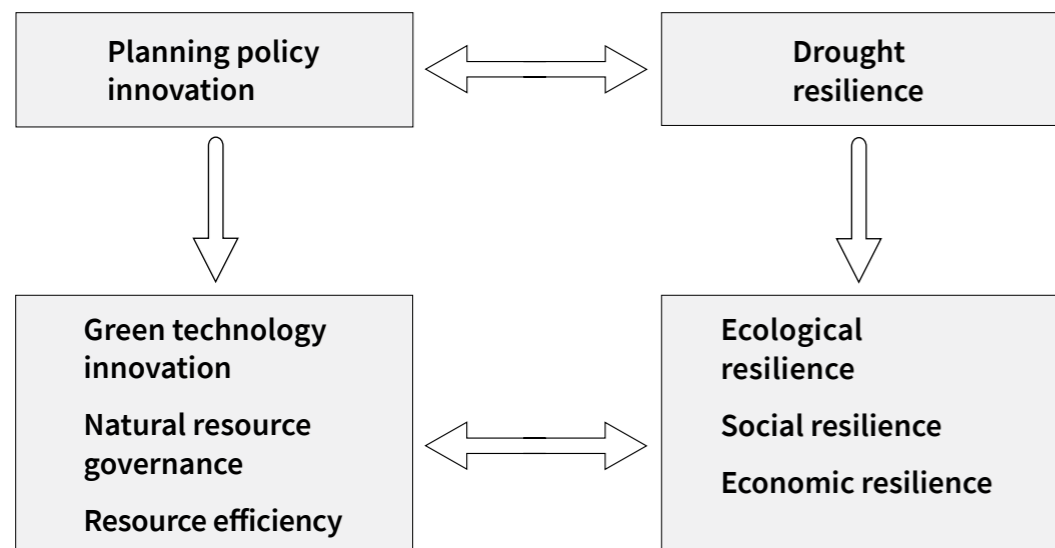 Planning policy
innovation
Drought
resilience
Green technology
innovation
Natural resource
governance
Resource efficiency
Ecological
resilience
Social resilience
Economic resilience